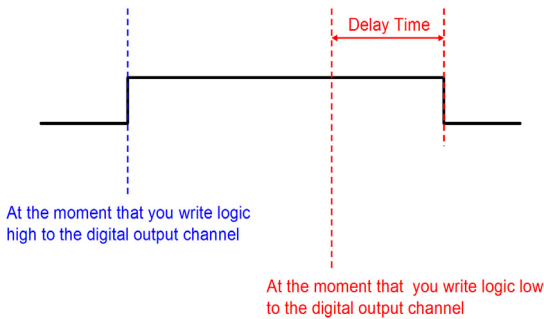 Delay Time
At the moment that you write logic
high to the digital output channel
At the moment that  you write logic low
to the digital output channel